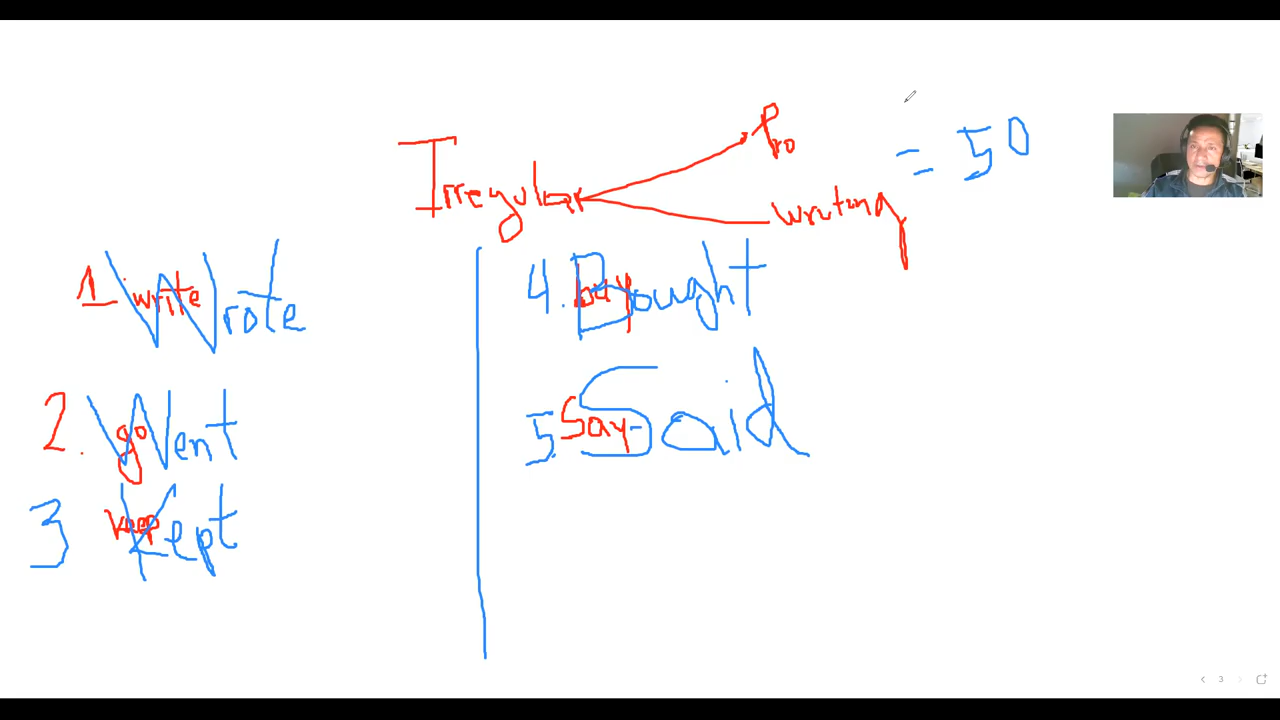 Irregular
Pro
writing
= 50
1 write Wrote
2. go Went
3 keep Kept
4. buy Bought
5. Say Said
3